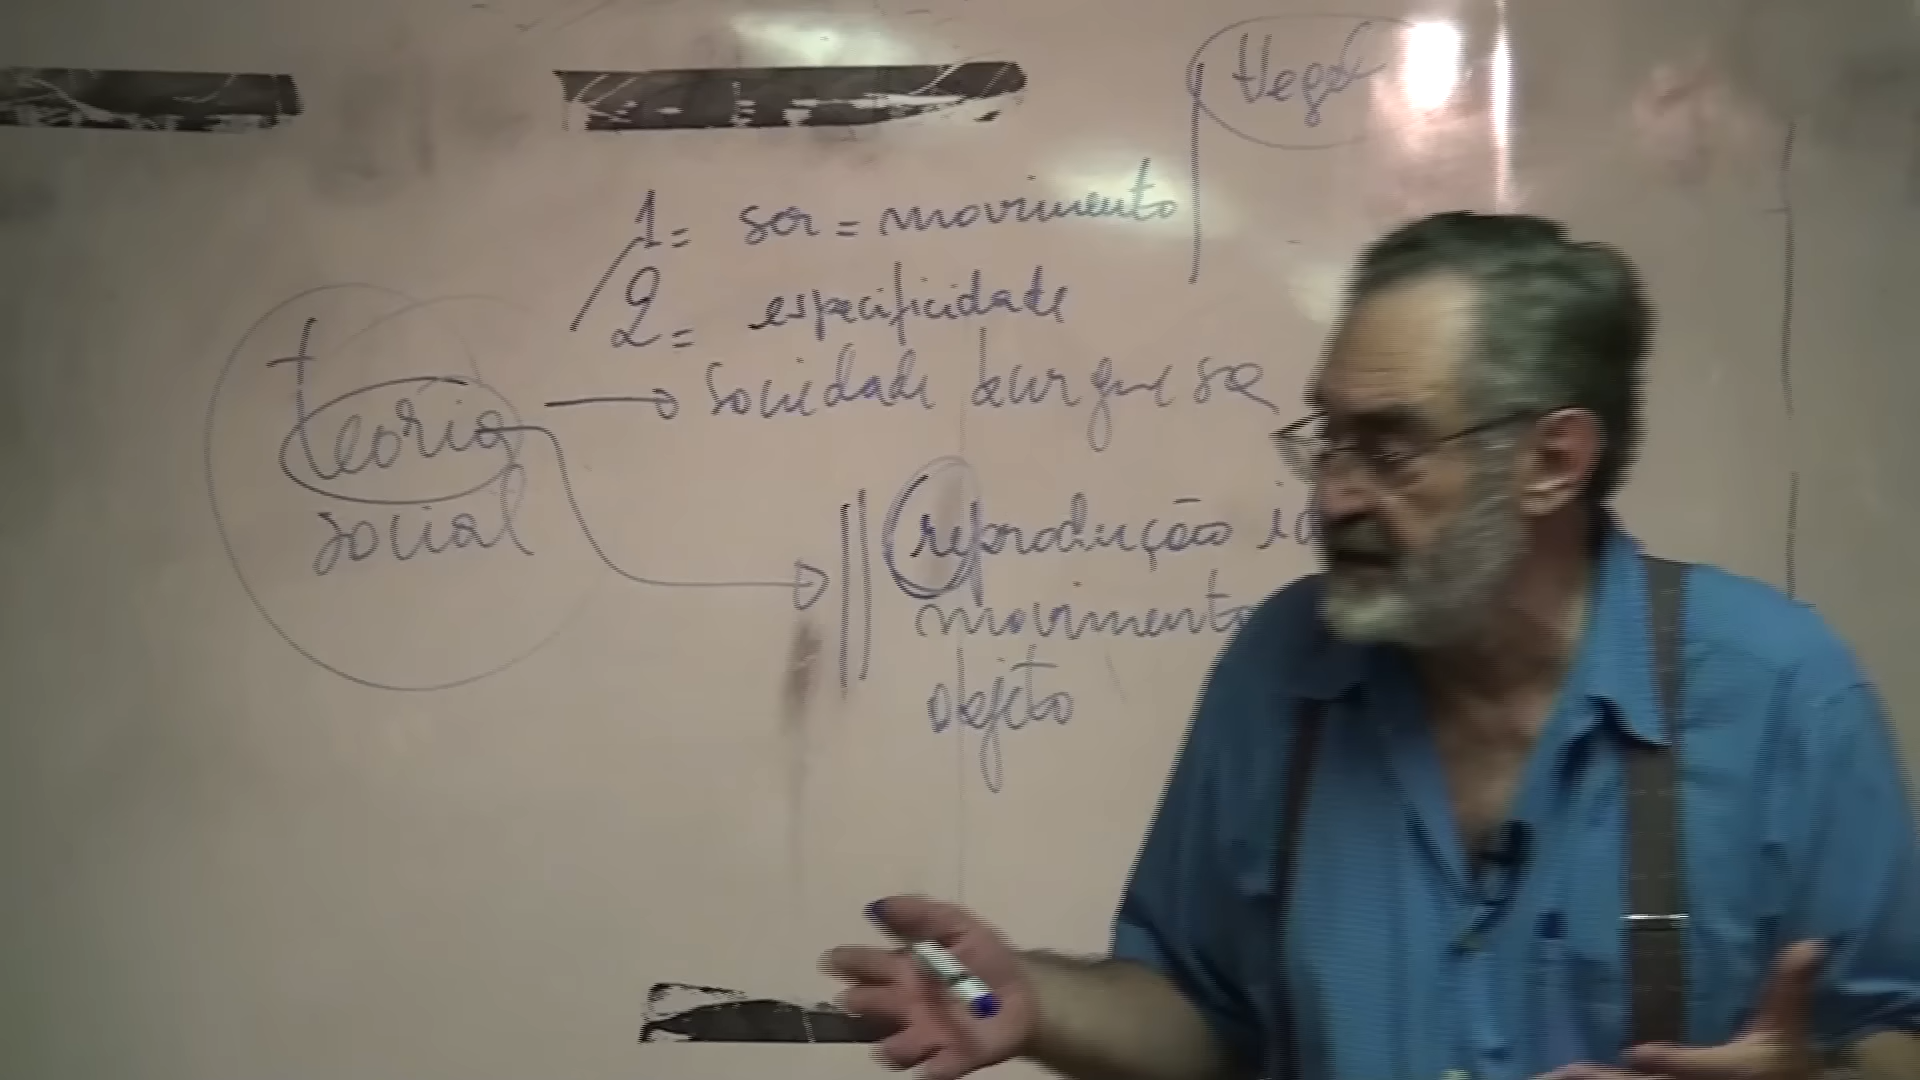 Hegel
1= ser = movimento
2= especificidade
teoria
social
sociedade burguesa
reprodução
movimento
objeto